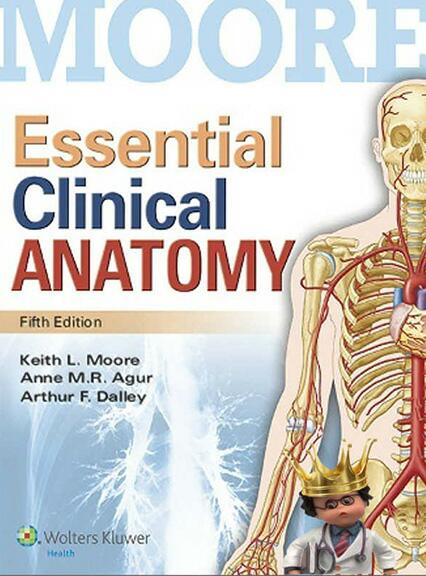 MOORE
Essential
Clinical
ANATOMY
Fifth Edition
Keith L. Moore
Anne M.R. Agur
Arthur F. Dalley
Wolters Kluwer
Health